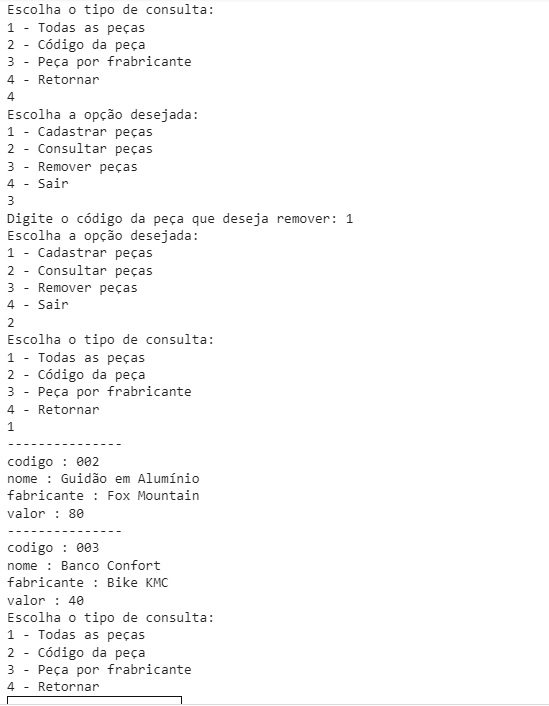 Escolha o tipo de consulta:
1 - Todas as peças
2 - Código da peça
3 - Peça por frabricante
4 - Retornar
4
Escolha a opção desejada:
1 - Cadastrar peças
2 - Consultar peças
3 - Remover peças
4 - Sair
3
Digite o código da peça que deseja remover: 1
Escolha a opção desejada:
1 - Cadastrar peças
2 - Consultar peças
3 - Remover peças
4 - Sair
2
Escolha o tipo de consulta:
1 - Todas as peças
2 - Código da peça
3 - Peça por frabricante
4 - Retornar
1
---------------
codigo : 002
nome : Guidão em Alumínio
fabricante : Fox Mountain
valor : 80
---------------
codigo : 003
nome : Banco Confort
fabricante : Bike KMC
valor : 40
Escolha o tipo de consulta:
1 - Todas as peças
2 - Código da peça
3 - Peça por frabricante
4 - Retornar